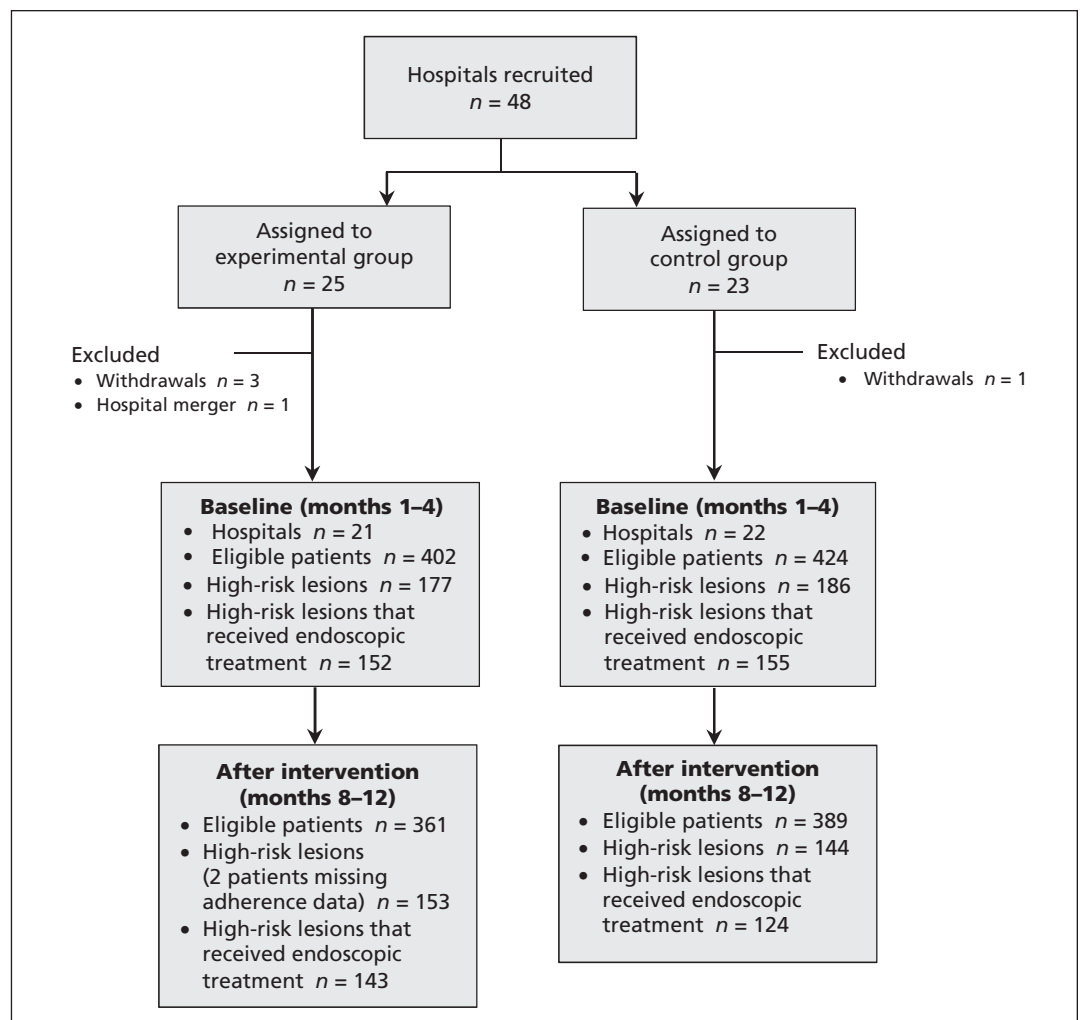 Hospitals recruited
n = 48
Assigned to
experimental group
n = 25
Assigned to
control group
n = 23
Excluded
• Withdrawals n = 3
• Hospital merger n = 1
Excluded
• Withdrawals n = 1
Baseline (months 1–4)
• Hospitals n = 21
• Eligible patients n = 402
• High-risk lesions n = 177
• High-risk lesions that
received endoscopic
treatment n = 152
Baseline (months 1–4)
• Hospitals n = 22
• Eligible patients n = 424
• High-risk lesions n = 186
• High-risk lesions that
received endoscopic
treatment n = 155
After intervention
(months 8–12)
• Eligible patients n = 361
• High-risk lesions
(2 patients missing
adherence data) n = 153
• High-risk lesions that
received endoscopic
treatment n = 143
After intervention
(months 8–12)
• Eligible patients n = 389
• High-risk lesions n = 144
• High-risk lesions that
received endoscopic
treatment n = 124